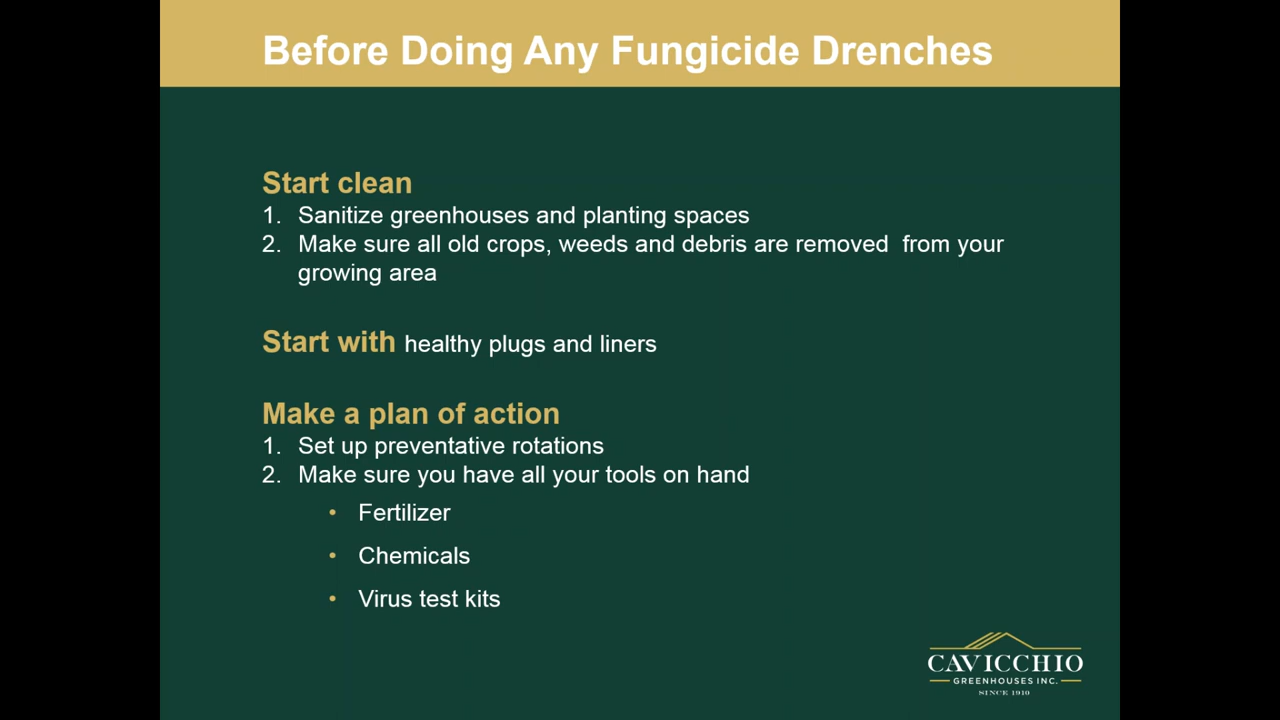 Before Doing Any Fungicide Drenches
Start clean
1. Sanitize greenhouses and planting spaces
2. Make sure all old crops, weeds and debris are removed  from your
growing area
Start with healthy plugs and liners
Make a plan of action
1. Set up preventative rotations
2. Make sure you have all your tools on hand
• Fertilizer
• Chemicals
• Virus test kits
CAVICCHIO
GREENHOUSES INC.
SINCE 1910